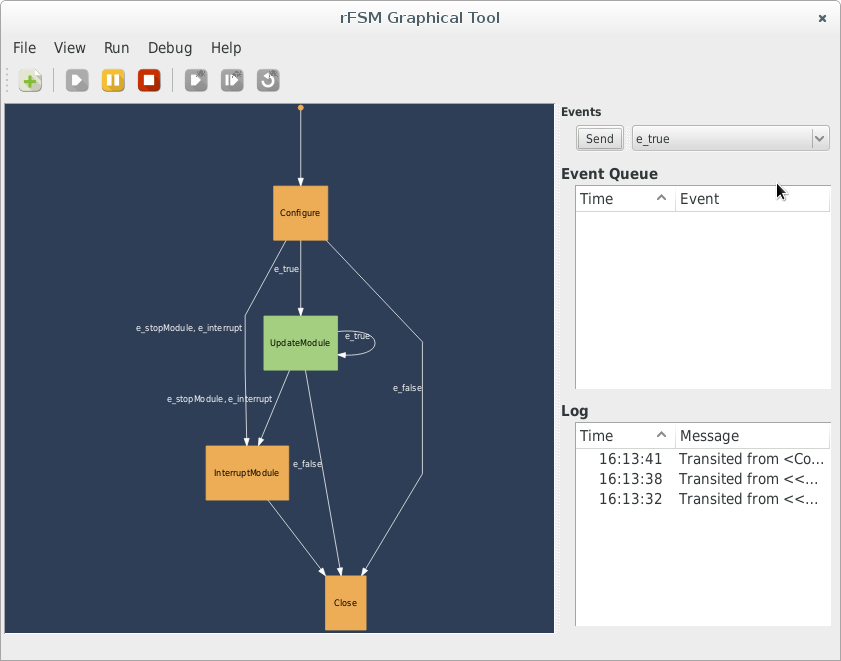 rFSM Graphical Tool
File View Run Debug Help
Events
Send e_true
Event Queue
Time Event
Configure
e_true
e_stopModule, e_interrupt
UpdateModule
e_true
e_false
e_stopModule, e_interrupt
InterruptModule
e_false
Close
Log
Time Message
16:13:41 Transited from <Co...
16:13:38 Transited from <<...
16:13:32 Transited from <<...